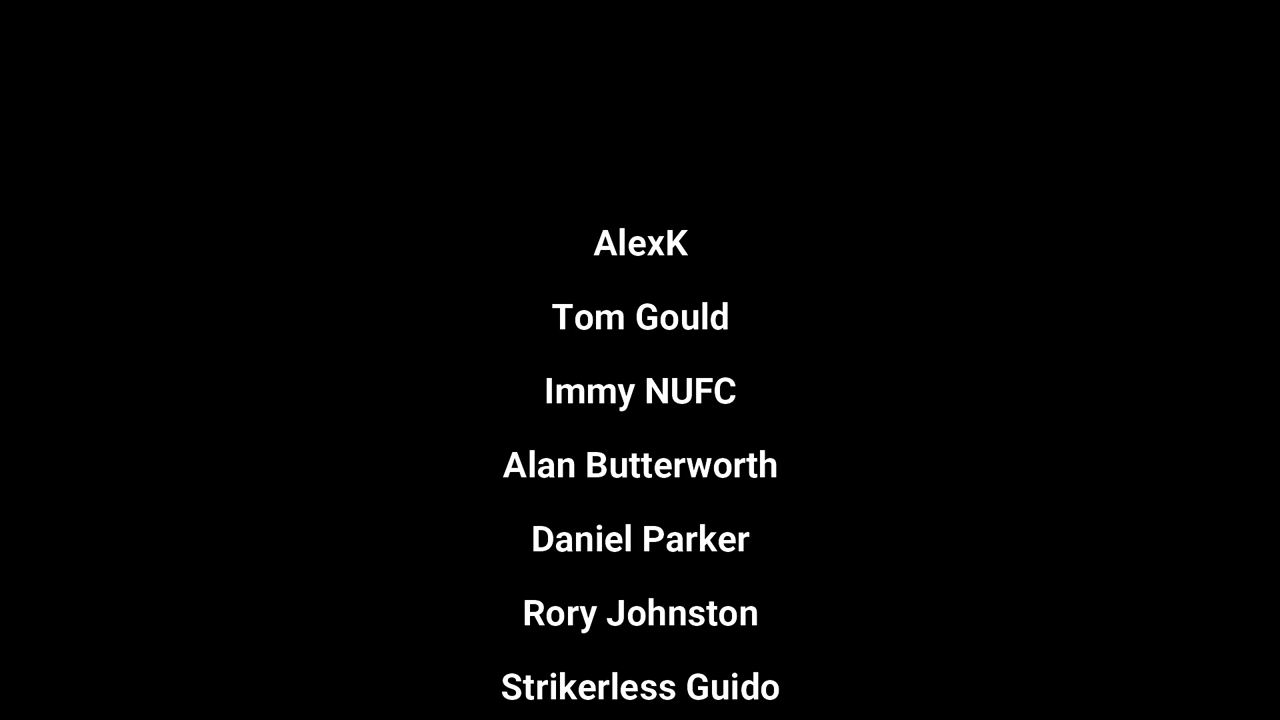 AlexK
Tom Gould
Immy NUFC
Alan Butterworth
Daniel Parker
Rory Johnston
Strikerless Guido